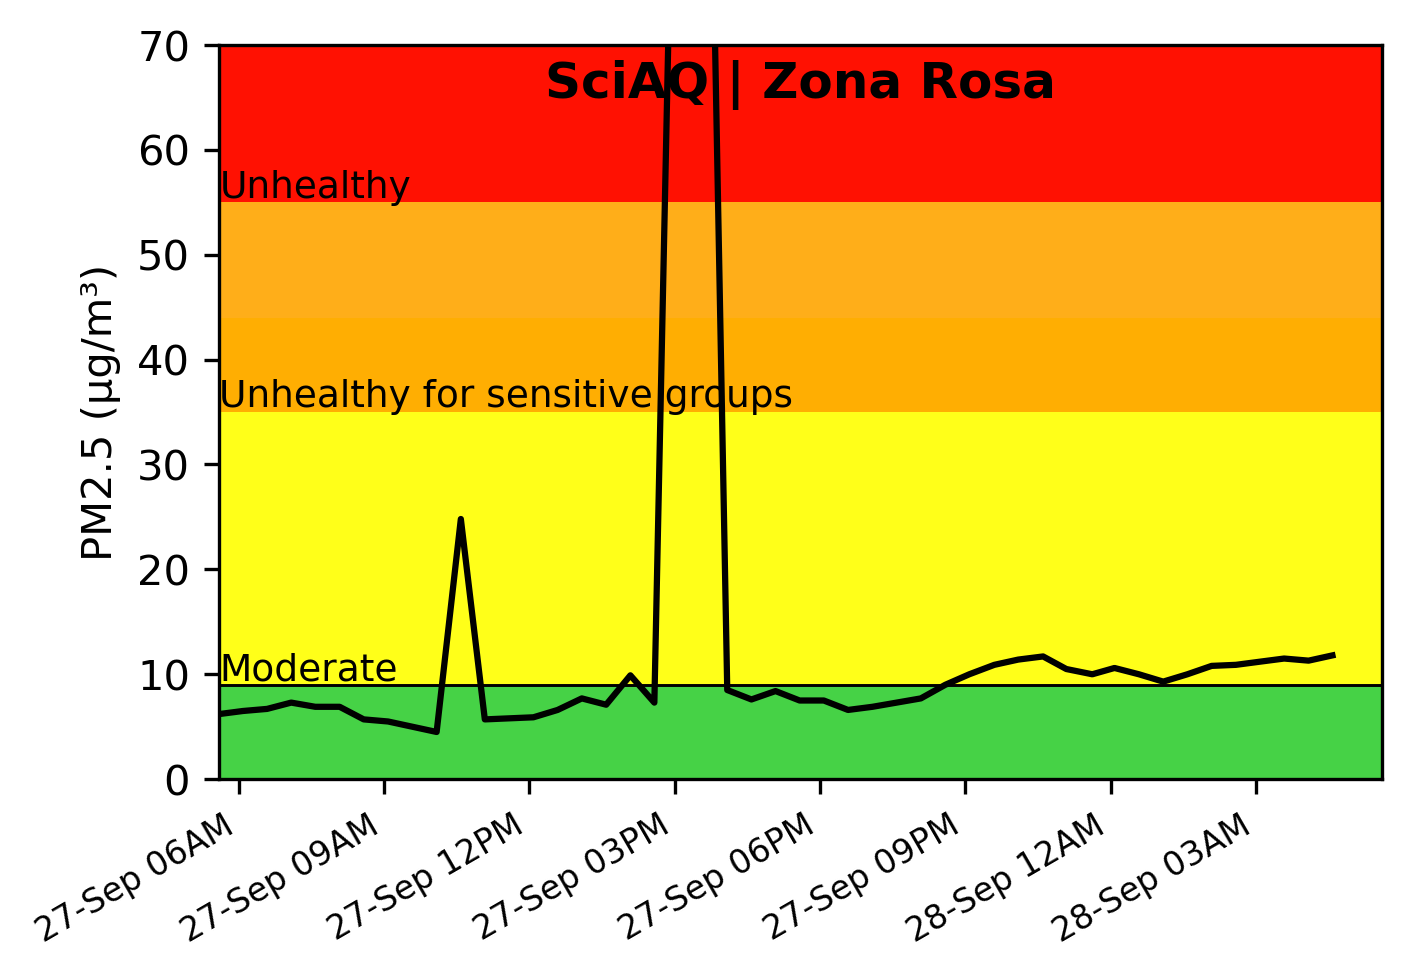 SciAQ | Zona Rosa
PM2.5 (µg/m³)
70
60
50
40
30
20
10
0
Unhealthy
Unhealthy for sensitive groups
Moderate
27-Sep 06AM
27-Sep 09AM
27-Sep 12PM
27-Sep 03PM
27-Sep 06PM
27-Sep 09PM
28-Sep 12AM
28-Sep 03AM